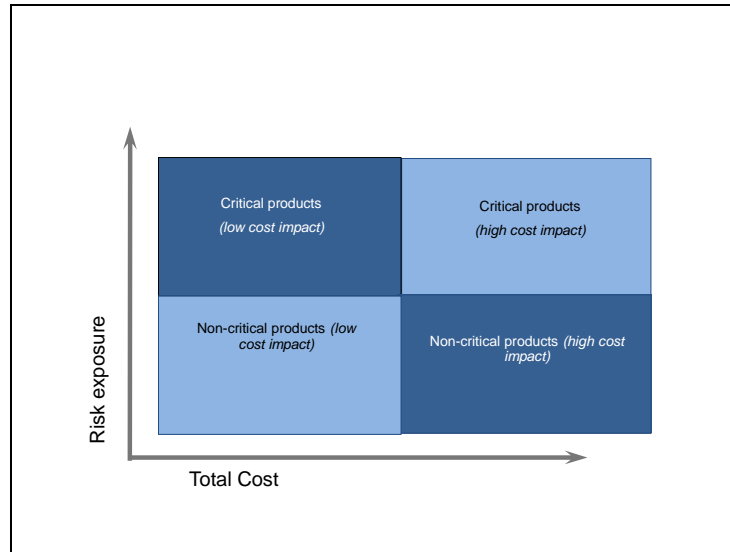 Critical products
(low cost impact)
Critical products
(high cost impact)
Non-critical products (low
cost impact)
Non-critical products (high cost
impact)
Risk exposure
Total Cost